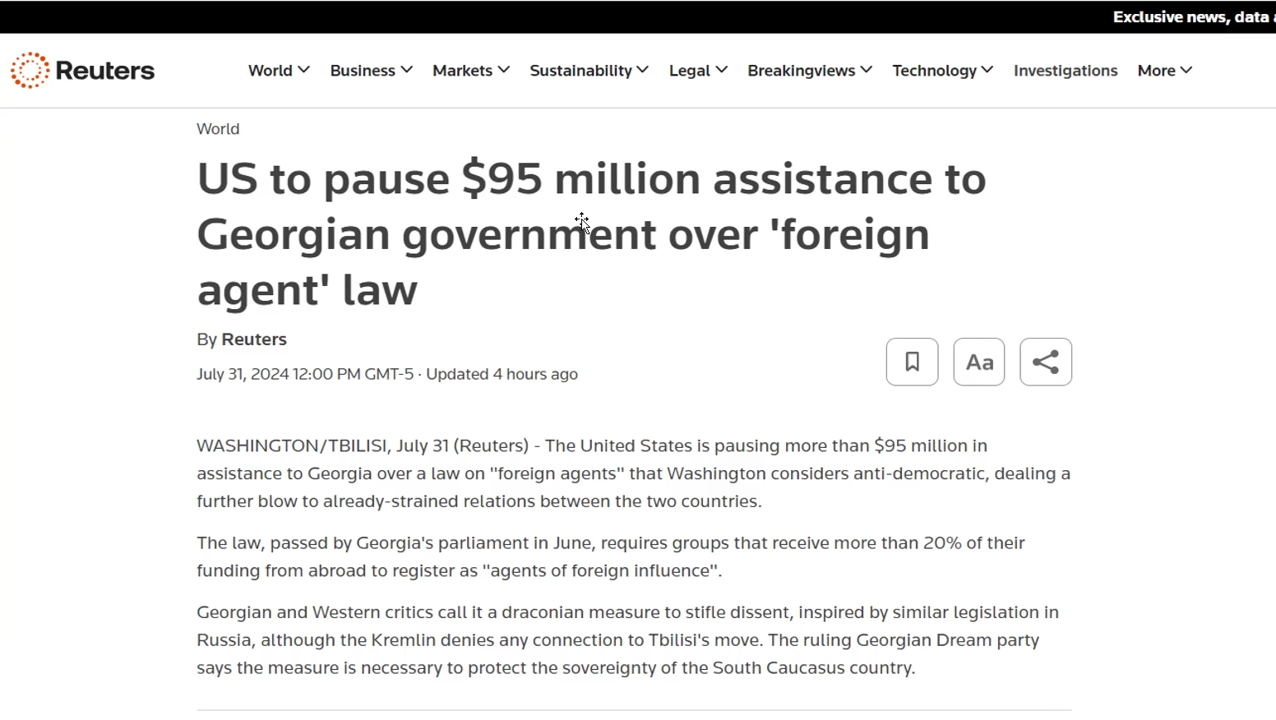 Exclusive news, data
Reuters
World Business Markets Sustainability Legal Breakingviews Technology Investigations More
World
US to pause $95 million assistance to
Georgian government over 'foreign
agent' law
By Reuters
July 31, 2024 12:00 PM GMT-5 · Updated 4 hours ago
Aa
WASHINGTON/TBILISI, July 31 (Reuters) - The United States is pausing more than $95 million in
assistance to Georgia over a law on "foreign agents" that Washington considers anti-democratic, dealing a
further blow to already-strained relations between the two countries.
The law, passed by Georgia's parliament in June, requires groups that receive more than 20% of their
funding from abroad to register as "agents of foreign influence".
Georgian and Western critics call it a draconian measure to stifle dissent, inspired by similar legislation in
Russia, although the Kremlin denies any connection to Tbilisi's move. The ruling Georgian Dream party
says the measure is necessary to protect the sovereignty of the South Caucasus country.